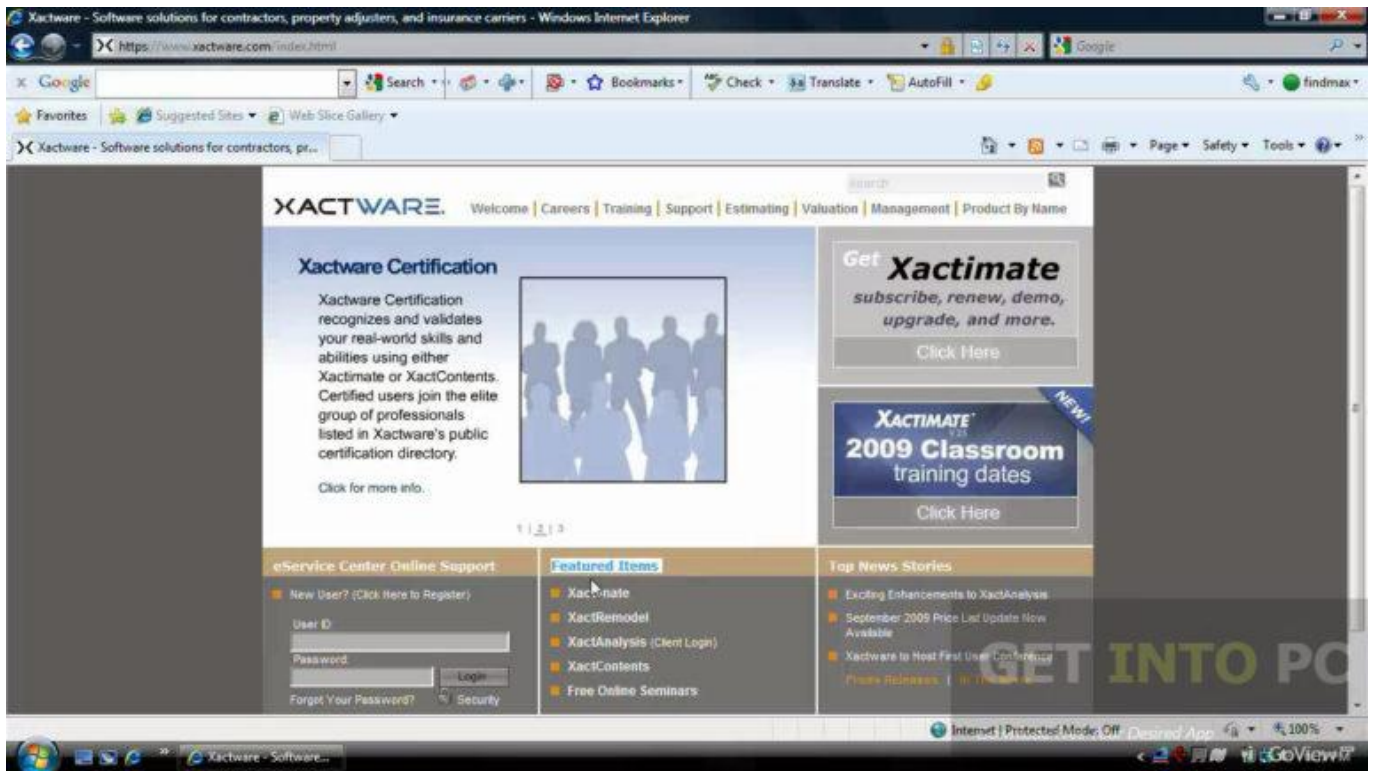 Xactware - Software solutions for contractors, property adjusters, and insurance carriers - Windows Internet Explorer
https://www.xactware.com/index.html
Google
x Google
Search
Bookmarks
Check
Translate
AutoFill
findmax
Favorites
Suggested Sites
Web Slice Gallery
Xactware - Software solutions for contractors, pr...
Page
Safety
Tools
search
XACTWARE.
Welcome | Careers | Training | Support | Estimating | Valuation | Management | Product By Name
Xactware Certification
Xactware Certification
recognizes and validates
your real-world skills and
abilities using either
Xactimate or XactContents.
Certified users join the elite
group of professionals
listed in Xactware's public
certification directory.
Click for more info.
1 | 2 | 3
Get Xactimate
subscribe, renew, demo,
upgrade, and more.
Click Here
NEW!
XACTIMATE
2009 Classroom
training dates
Click Here
eService Center Online Support
New User? (Click Here to Register)
User ID
Password
Login
Forgot Your Password?
Security
Featured Items
Xactimate
XactRemodel
XactAnalysis (Client Login)
XactContents
Free Online Seminars
Top News Stories
Exciting Enhancements to XactAnalysis
September 2009 Price List Update Now
Available
Xactware to Host First User Conference
Press Releases |
GET INTO PC
Internet | Protected Mode: Off
Desired App
100%
Xactware - Software...
GoView